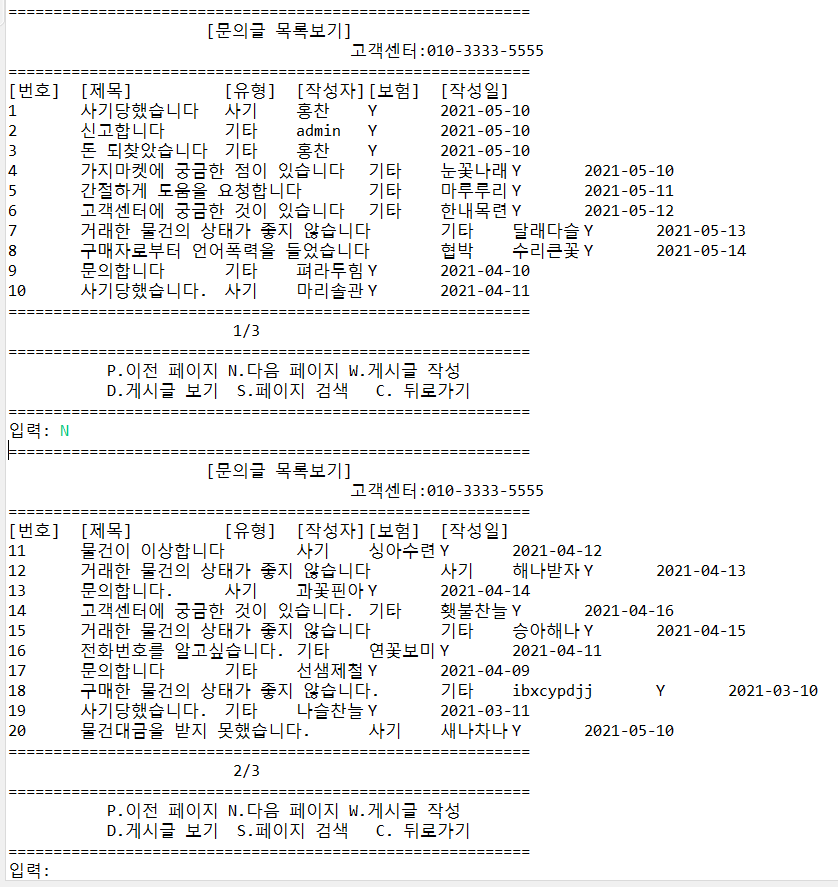 ==========================================================
[문의글 목록보기]
고객센터:010-3333-5555
==========================================================
[번호] [제목] [유형] [작성자] [보험] [작성일]
1 사기당했습니다 사기 홍찬 Y 2021-05-10
2 신고합니다 기타 admin Y 2021-05-10
3 돈 되찾았습니다 기타 홍찬 Y 2021-05-10
4 가지마켓에 궁금한 점이 있습니다 기타 눈꽃나래 Y 2021-05-10
5 간절하게 도움을 요청합니다 기타 마루루리 Y 2021-05-11
6 고객센터에 궁금한 것이 있습니다 기타 한내목련 Y 2021-05-12
7 거래한 물건의 상태가 좋지 않습니다 기타 달래다슬 Y 2021-05-13
8 구매자로부터 언어폭력을 들었습니다 협박 수리큰꽃 Y 2021-05-14
9 문의합니다 기타 펴라두힘 Y 2021-04-10
10 사기당했습니다. 사기 마리솔관 Y 2021-04-11
==========================================================
1/3
==========================================================
P.이전 페이지 N.다음 페이지 W.게시글 작성
D.게시글 보기 S.페이지 검색 C. 뒤로가기
==========================================================
입력: N
==========================================================
[문의글 목록보기]
고객센터:010-3333-5555
==========================================================
[번호] [제목] [유형] [작성자] [보험] [작성일]
11 물건이 이상합니다 사기 싱아수련 Y 2021-04-12
12 거래한 물건의 상태가 좋지 않습니다 사기 해나받자 Y 2021-04-13
13 문의합니다. 사기 과꽃핀아 Y 2021-04-14
14 고객센터에 궁금한 것이 있습니다. 기타 횃불찬늘 Y 2021-04-16
15 거래한 물건의 상태가 좋지 않습니다 기타 승아해나 Y 2021-04-15
16 전화번호를 알고싶습니다. 기타 연꽃보미 Y 2021-04-11
17 문의합니다 기타 선샘제철 Y 2021-04-09
18 구매한 물건의 상태가 좋지 않습니다. 기타 ibxcypdjj Y 2021-03-10
19 사기당했습니다. 기타 나슬찬늘 Y 2021-03-11
20 물건대금을 받지 못했습니다. 사기 새나차나 Y 2021-05-10
==========================================================
2/3
==========================================================
P.이전 페이지 N.다음 페이지 W.게시글 작성
D.게시글 보기 S.페이지 검색 C. 뒤로가기
==========================================================
입력: